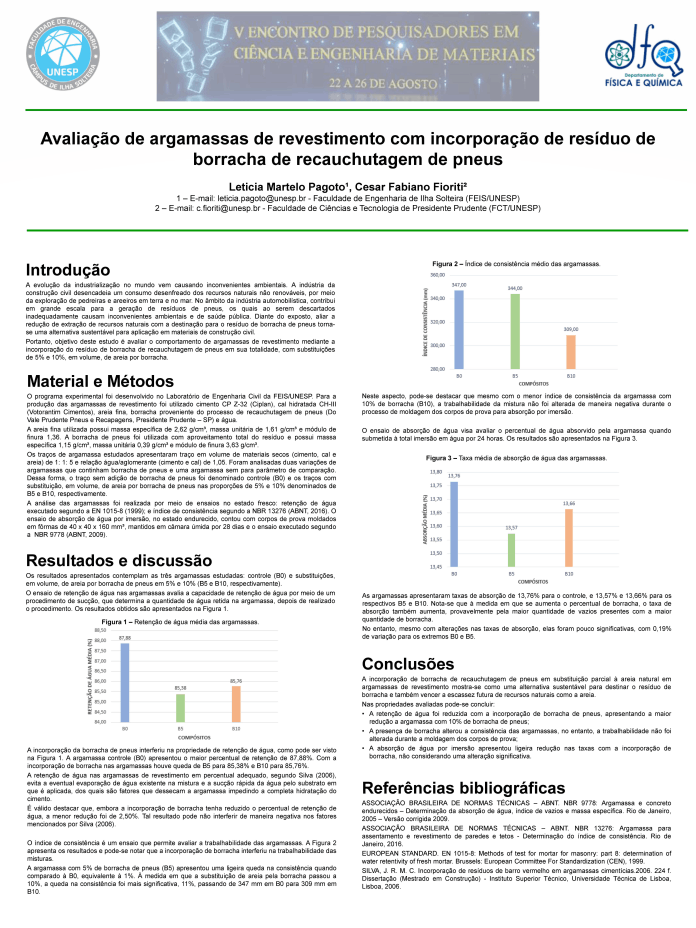 FACULDADE DE ENGENHARIA
UNESP
CÂMPUS DE ILHA SOLTEIRA
V ENCONTRO DE PESQUISADORES EM
CIÊNCIA E ENGENHARIA DE MATERIAIS
22 A 26 DE AGOSTO
dfq
Departamento de
FÍSICA E QUÍMICA
Avaliação de argamassas de revestimento com incorporação de resíduo de
borracha de recauchutagem de pneus
Leticia Martelo Pagoto¹, Cesar Fabiano Fioriti²
1 – E-mail: leticia.pagoto@unesp.br - Faculdade de Engenharia de Ilha Solteira (FEIS/UNESP)
2 – E-mail: c.fioriti@unesp.br - Faculdade de Ciências e Tecnologia de Presidente Prudente (FCT/UNESP)
Introdução
A evolução da industrialização no mundo vem causando inconvenientes ambientais. A indústria da
construção civil desencadeia um consumo desenfreado dos recursos naturais não renováveis, por meio
da exploração de pedreiras e areeiros em terra e no mar. No âmbito da indústria automobilística, contribui
em grande escala para a geração de resíduos de pneus, os quais ao serem descartados
inadequadamente causam inconvenientes ambientais e de saúde pública. Diante do exposto, aliar a
redução de extração de recursos naturais com a destinação para o resíduo de borracha de pneus torna-
se uma alternativa sustentável para aplicação em materiais de construção civil.
Portanto, objetivo deste estudo é avaliar o comportamento de argamassas de revestimento mediante a
incorporação do resíduo de borracha de recauchutagem de pneus em sua totalidade, com substituições
de 5% e 10%, em volume, de areia por borracha.
Material e Métodos
O programa experimental foi desenvolvido no Laboratório de Engenharia Civil da FEIS/UNESP. Para a
produção das argamassas de revestimento foi utilizado cimento CP Z-32 (Ciplan), cal hidratada CH-III
(Votorantim Cimentos), areia fina, borracha proveniente do processo de recauchutagem de pneus (Do
Vale Prudente Pneus e Recapagens, Presidente Prudente – SP) e água.
A areia fina utilizada possui massa específica de 2,62 g/cm³, massa unitária de 1,61 g/cm³ e módulo de
finura 1,36. A borracha de pneus foi utilizada com aproveitamento total do resíduo e possui massa
específica 1,15 g/cm³, massa unitária 0,39 g/cm³ e módulo de finura 3,63 g/cm³.
Os traços de argamassa estudados apresentaram traço em volume de materiais secos (cimento, cal e
areia) de 1: 1: 5 e relação água/aglomerante (cimento e cal) de 1,05. Foram analisadas duas variações de
argamassas que continham borracha de pneus e uma argamassa sem para parâmetro de comparação.
Dessa forma, o traço sem adição de borracha de pneus foi denominado controle (B0) e os traços com
substituição, em volume, de areia por borracha de pneus nas proporções de 5% e 10% denominados de
B5 e B10, respectivamente.
A análise das argamassas foi realizada por meio de ensaios no estado fresco: retenção de água
executado segundo a EN 1015-8 (1999); e índice de consistência segundo a NBR 13276 (ABNT, 2016). O
ensaio de absorção de água por imersão, no estado endurecido, contou com corpos de prova moldados
em fôrmas de 40 x 40 x 160 mm³, mantidos em câmara úmida por 28 dias e o ensaio executado segundo
a NBR 9778 (ABNT, 2009).
Resultados e discussão
Os resultados apresentados contemplam as três argamassas estudadas: controle (B0) e substituições,
em volume, de areia por borracha de pneus em 5% e 10% (B5 e B10, respectivamente).
O ensaio de retenção de água nas argamassas avalia a capacidade de retenção de água por meio de um
procedimento de sucção, que determina a quantidade de água retida na argamassa, depois de realizado
o procedimento. Os resultados obtidos são apresentados na Figura 1.
Figura 1 – Retenção de água média das argamassas.
RETENÇÃO DE ÁGUA MÉDIA (%)
88,50
88,00
87,50
87,00
86,50
86,00
85,50
85,00
84,50
84,00
87,88
85,38
85,76
B0 B5 B10
COMPÓSITOS
A incorporação da borracha de pneus interferiu na propriedade de retenção de água, como pode ser visto
na Figura 1. A argamassa controle (B0) apresentou o maior percentual de retenção de 87,88%. Com a
incorporação de borracha nas argamassas houve queda de B5 para 85,38% e B10 para 85,76%.
A retenção de água nas argamassas de revestimento em percentual adequado, segundo Silva (2006),
evita a eventual evaporação de água existente na mistura e a sucção rápida da água pelo substrato em
que é aplicada, dos quais são fatores que dessecam a argamassa impedindo a completa hidratação do
cimento.
É válido destacar que, embora a incorporação de borracha tenha reduzido o percentual de retenção de
água, a menor redução foi de 2,50%. Tal resultado pode não interferir de maneira negativa nos fatores
mencionados por Silva (2006).
O índice de consistência é um ensaio que permite avaliar a trabalhabilidade das argamassas. A Figura 2
apresenta os resultados e pode-se notar que a incorporação de borracha interferiu na trabalhabilidade das
misturas.
A argamassa com 5% de borracha de pneus (B5) apresentou uma ligeira queda na consistência quando
comparado à B0, equivalente à 1%. À medida em que a substituição de areia pela borracha passou a
10%, a queda na consistência foi mais significativa, 11%, passando de 347 mm em B0 para 309 mm em
B10.
Figura 2 – Índice de consistência médio das argamassas.
ÍNDICE DE CONSISTÊNCIA (mm)
360,00
340,00
320,00
300,00
280,00
347,00
344,00
309,00
B0 B5 B10
COMPÓSITOS
Neste aspecto, pode-se destacar que mesmo com o menor índice de consistência da argamassa com
10% de borracha (B10), a trabalhabilidade da mistura não foi alterada de maneira negativa durante o
processo de moldagem dos corpos de prova para absorção por imersão.
O ensaio de absorção de água visa avaliar o percentual de água absorvido pela argamassa quando
submetida à total imersão em água por 24 horas. Os resultados são apresentados na Figura 3.
Figura 3 – Taxa média de absorção de água das argamassas.
ABSORÇÃO MÉDIA (%)
13,80
13,75
13,70
13,65
13,60
13,55
13,50
13,45
13,76
13,57
13,66
B0 B5 B10
COMPÓSITOS
As argamassas apresentaram taxas de absorção de 13,76% para o controle, e 13,57% e 13,66% para os
respectivos B5 e B10. Nota-se que à medida em que se aumenta o percentual de borracha, o taxa de
absorção também aumenta, provavelmente pela maior quantidade de vazios presentes com a maior
quantidade de borracha.
No entanto, mesmo com alterações nas taxas de absorção, elas foram pouco significativas, com 0,19%
de variação para os extremos B0 e B5.
Conclusões
A incorporação de borracha de recauchutagem de pneus em substituição parcial à areia natural em
argamassas de revestimento mostra-se como uma alternativa sustentável para destinar o resíduo de
borracha e também vencer a escassez futura de recursos naturais como a areia.
Nas propriedades avaliadas pode-se concluir:
• A retenção de água foi reduzida com a incorporação de borracha de pneus, apresentando a maior
redução a argamassa com 10% de borracha de pneus;
• A presença de borracha alterou a consistência das argamassas, no entanto, a trabalhabilidade não foi
alterada durante a moldagem dos corpos de prova;
• A absorção de água por imersão apresentou ligeira redução nas taxas com a incorporação de
borracha, não considerando uma alteração significativa.
Referências bibliográficas
ASSOCIAÇÃO BRASILEIRA DE NORMAS TÉCNICAS – ABNT. NBR 9778: Argamassa e concreto
endurecidos – Determinação da absorção de água, índice de vazios e massa específica. Rio de Janeiro,
2005 – Versão corrigida 2009.
ASSOCIAÇÃO BRASILEIRA DE NORMAS TÉCNICAS – ABNT. NBR 13276: Argamassa para
assentamento e revestimento de paredes e tetos - Determinação do índice de consistência. Rio de
Janeiro, 2016.
EUROPEAN STANDARD. EN 1015-8: Methods of test for mortar for masonry: part 8: determination of
water retentivity of fresh mortar. Brussels: European Committee For Standardization (CEN), 1999.
SILVA, J. R. M. C. Incorporação de resíduos de barro vermelho em argamassas cimentícias.2006. 224 f.
Dissertação (Mestrado em Construção) - Instituto Superior Técnico, Universidade Técnica de Lisboa,
Lisboa, 2006.